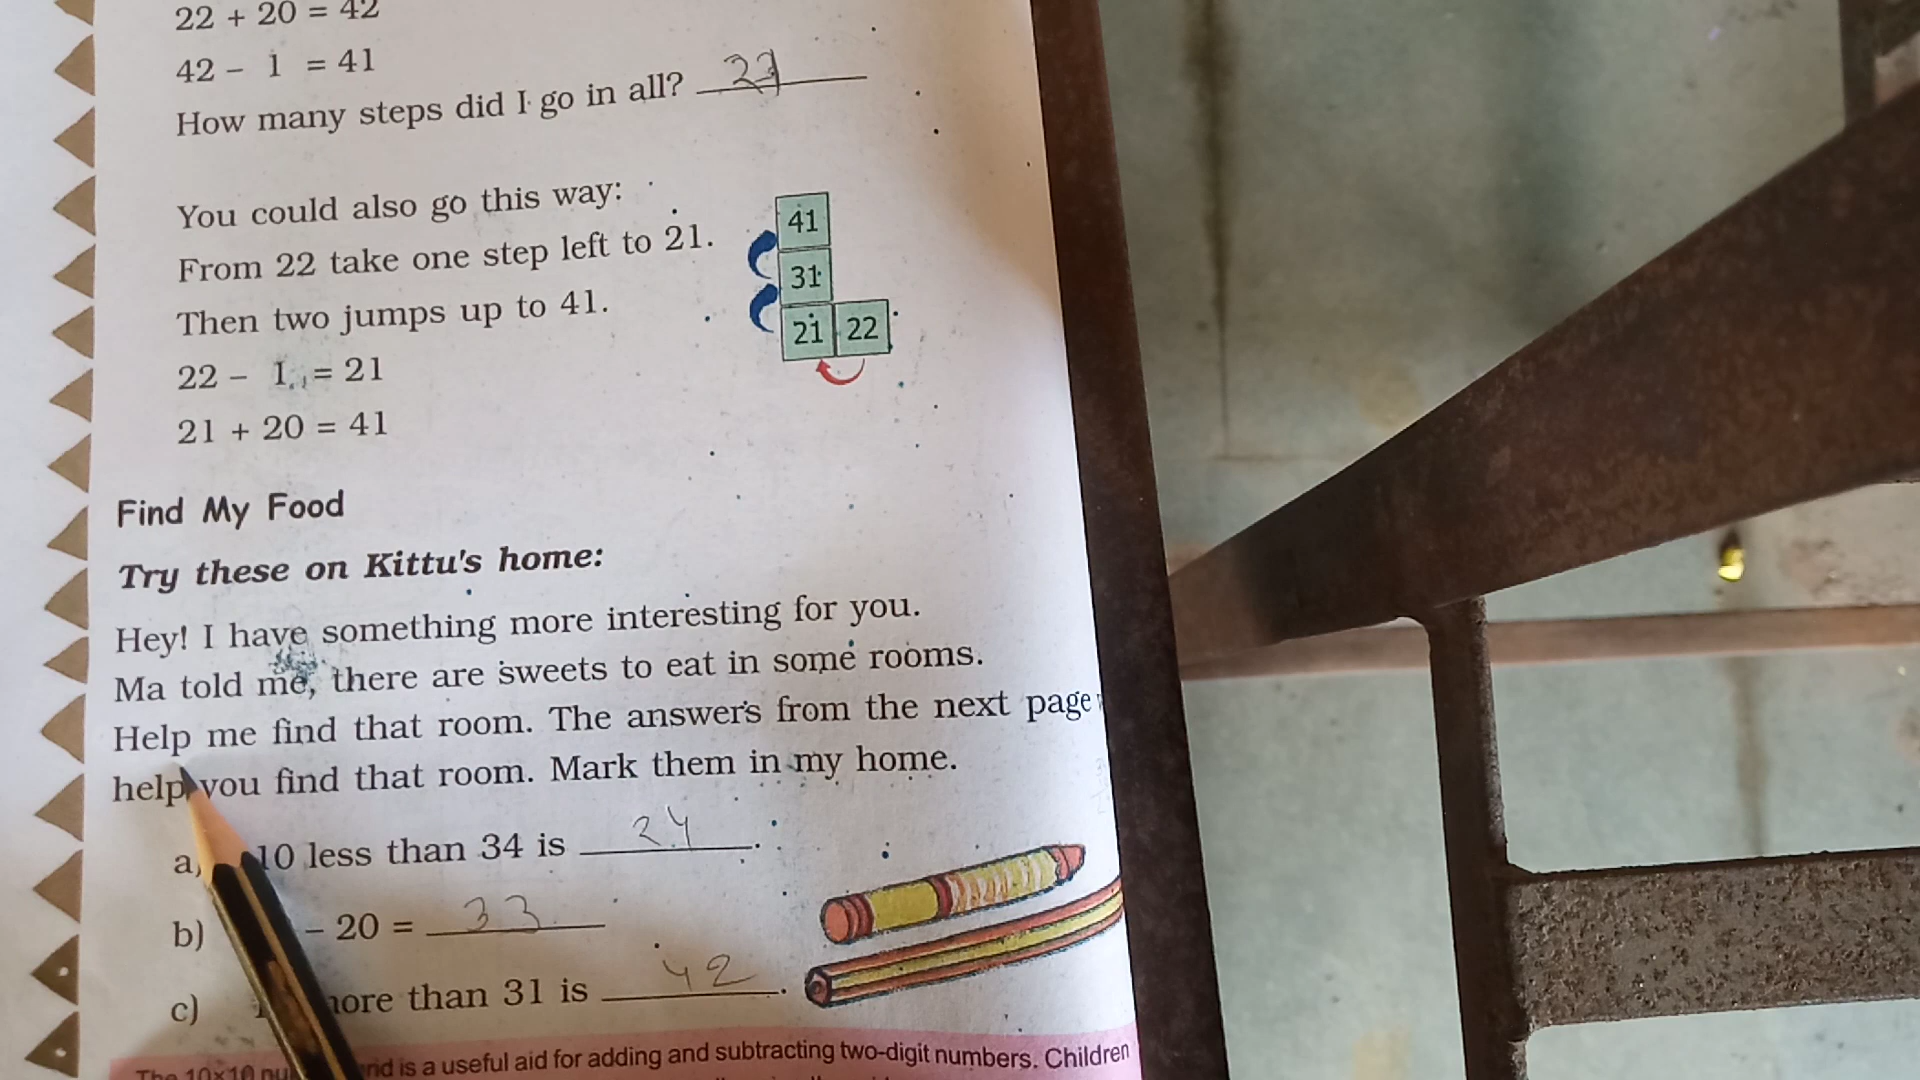 22 + 20 = 42
42 - 1 = 41
How many steps did I go in all?
You could also go this way:
From 22 take one step left to 21.
Then two jumps up to 41.
22 - 1 = 21
21 + 20 = 41
41
31
21 22
Find My Food
Try these on Kittu's home:
Hey! I have something more interesting for you.
Ma told me, there are sweets to eat in some rooms.
Help me find that room. The answers from the next page
help you find that room. Mark them in my home.
a) 10 less than 34 is 24.
b) – 20 = 33
c) more than 31 is 42.
The 10×10 is a useful aid for adding and subtracting two-digit numbers. Children